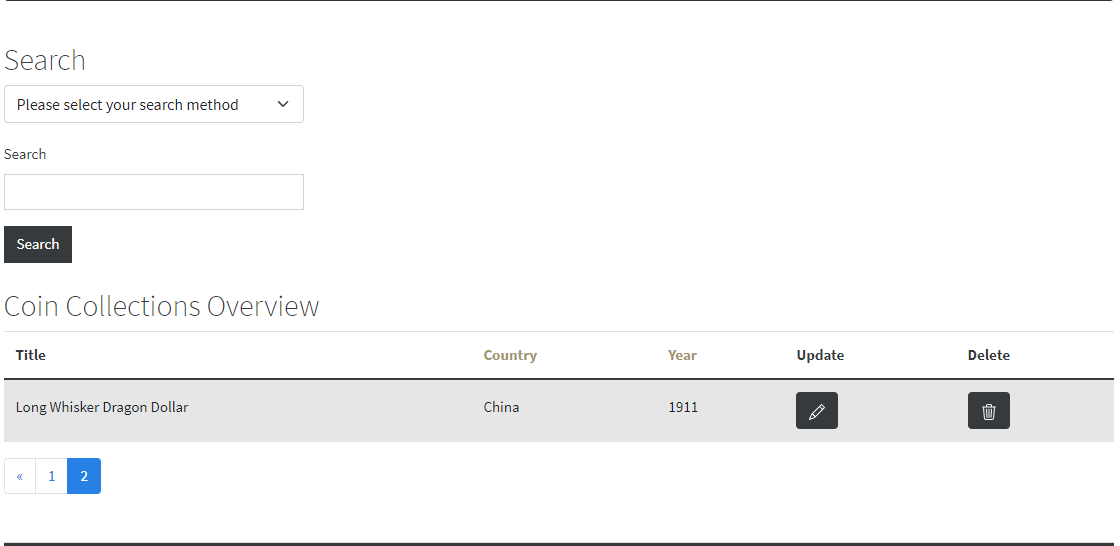 Search
Please select your search method
Search
Search
Coin Collections Overview
Title Country Year Update Delete
Long Whisker Dragon Dollar China 1911
« 1 2